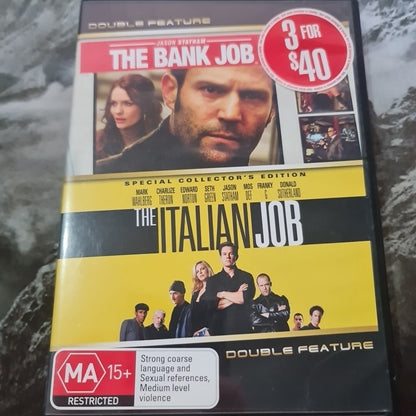 DOUBLE FEATURE
3 FOR
$40
JASON STATHAM
THE BANK JOB
SPECIAL COLLECTOR'S EDITION
MARK WAHLBERG CHARLIZE THERON EDWARD NORTON SETH GREEN JASON STATHAM MOS DEF FRANKY G DONALD SUTHERLAND
THE ITALIAN JOB
MA 15+
RESTRICTED
Strong coarse
language and
Sexual references,
Medium level
violence
DOUBLE FEATURE